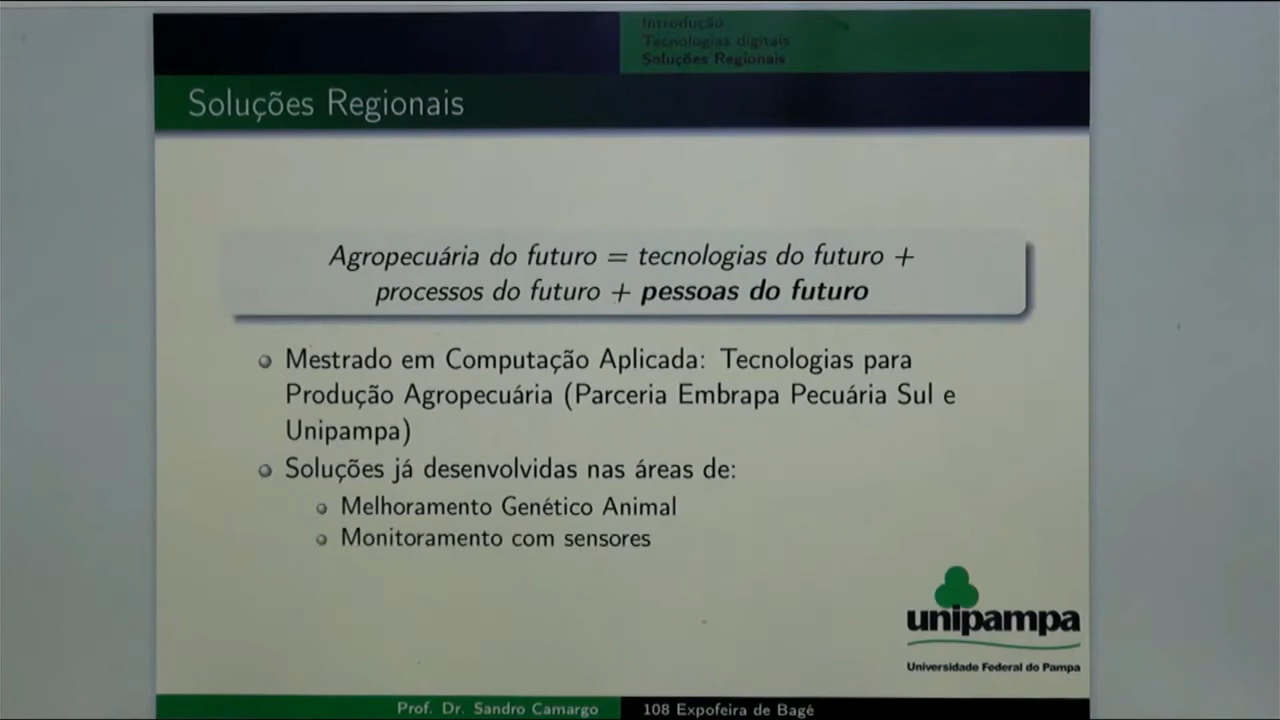 Introdução
Tecnologias digitais
Soluções Regionais
Soluções Regionais
Agropecuária do futuro = tecnologias do futuro +
processos do futuro + pessoas do futuro
Mestrado em Computação Aplicada: Tecnologias para
Produção Agropecuária (Parceria Embrapa Pecuária Sul e
Unipampa)
Soluções já desenvolvidas nas áreas de:
Melhoramento Genético Animal
Monitoramento com sensores
unipampa
Universidade Federal do Pampa
Prof. Dr. Sandro Camargo 108 Expofeira de Bagé